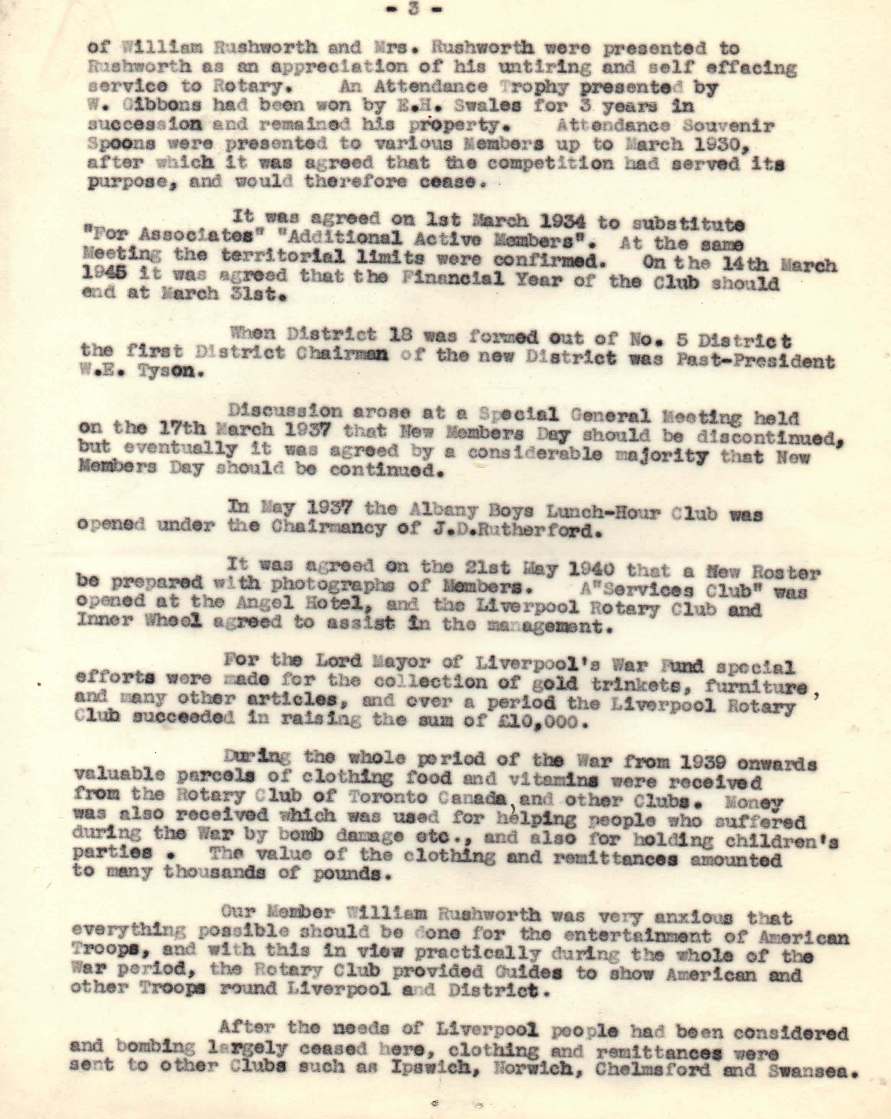 - 3 -
of William Rushworth and Mrs. Rushworth were presented to
Rushworth as an appreciation of his untiring and self effacing
service to Rotary. An Attendance Trophy presented by
W. Gibbons had been won by E.H. Swales for 3 years in
succession and remained his property. Attendance Souvenir
Spoons were presented to various Members up to March 1930,
after which it was agreed that the competition had served its
purpose, and would therefore cease.
It was agreed on 1st March 1934 to substitute
"For Associates" "Additional Active Members". At the same
Meeting the territorial limits were confirmed. On the 14th March
1945 it was agreed that the Financial Year of the Club should
end at March 31st.
When District 18 was formed out of No. 5 District
the first District Chairman of the new District was Past-President
W.E. Tyson.
Discussion arose at a Special General Meeting held
on the 17th March 1937 that New Members Day should be discontinued,
but eventually it was agreed by a considerable majority that New
Members Day should be continued.
In May 1937 the Albany Boys Lunch-Hour Club was
opened under the Chairmancy of J.D.Rutherford.
It was agreed on the 21st May 1940 that a New Roster
be prepared with photographs of Members. A"Services Club" was
opened at the Angel Hotel, and the Liverpool Rotary Club and
Inner Wheel agreed to assist in the management.
For the Lord Mayor of Liverpool's War Fund special
efforts were made for the collection of gold trinkets, furniture,
and many other articles, and over a period the Liverpool Rotary
Club succeeded in raising the sum of £10,000.
During the whole period of the War from 1939 onwards
valuable parcels of clothing food and vitamins were received
from the Rotary Club of Toronto Canada, and other Clubs. Money
was also received which was used for helping people who suffered
during the War by bomb damage etc., and also for holding children's
parties . The value of the clothing and remittances amounted
to many thousands of pounds.
Our Member William Rushworth was very anxious that
everything possible should be done for the entertainment of American
Troops, and with this in view practically during the whole of the
War period, the Rotary Club provided Guides to show American and
other Troops round Liverpool and District.
After the needs of Liverpool people had been considered
and bombing largely ceased here, clothing and remittances were
sent to other Clubs such as Ipswich, Norwich, Chelmsford and Swansea.